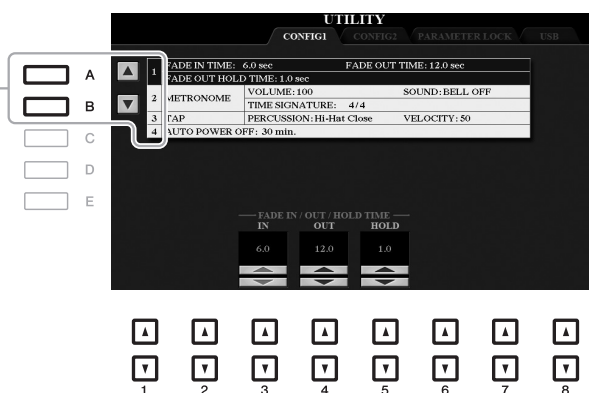 UTILITY
CONFIG1 CONFIG2 PARAMETER LOCK USB
A
B
C
D
E
1 FADE IN TIME: 6.0 sec FADE OUT TIME: 12.0 sec
FADE OUT HOLD TIME: 1.0 sec
2 METRONOME VOLUME: 100 SOUND: BELL OFF
TIME SIGNATURE: 4/4
3 TAP PERCUSSION: Hi-Hat Close VELOCITY: 50
4 AUTO POWER OFF: 30 min.
FADE IN / OUT / HOLD TIME
IN OUT HOLD
6.0 12.0 1.0
1 2 3 4 5 6 7 8